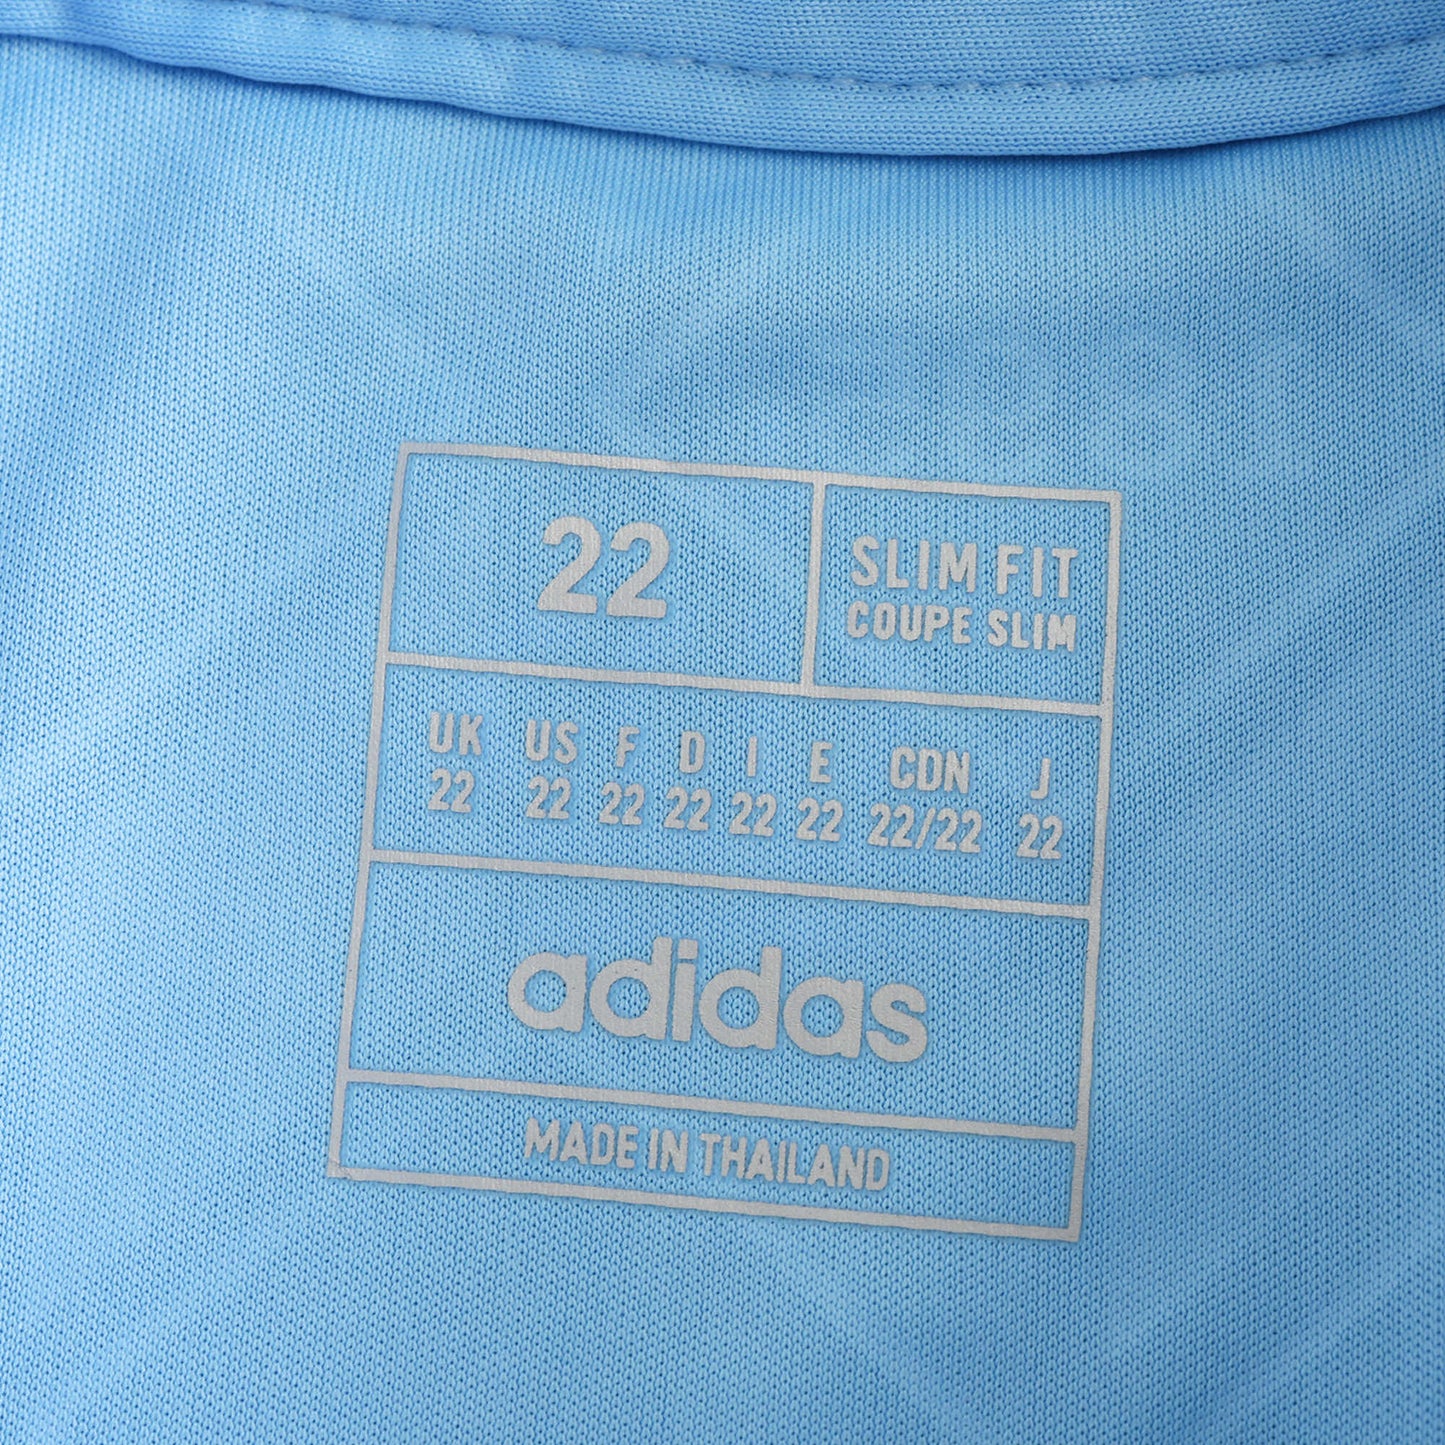 22
SLIM FIT
COUPE SLIM
UK US F D I E CDN J
22 22 22 22 22 22 22/22 22
adidas
MADE IN THAILAND